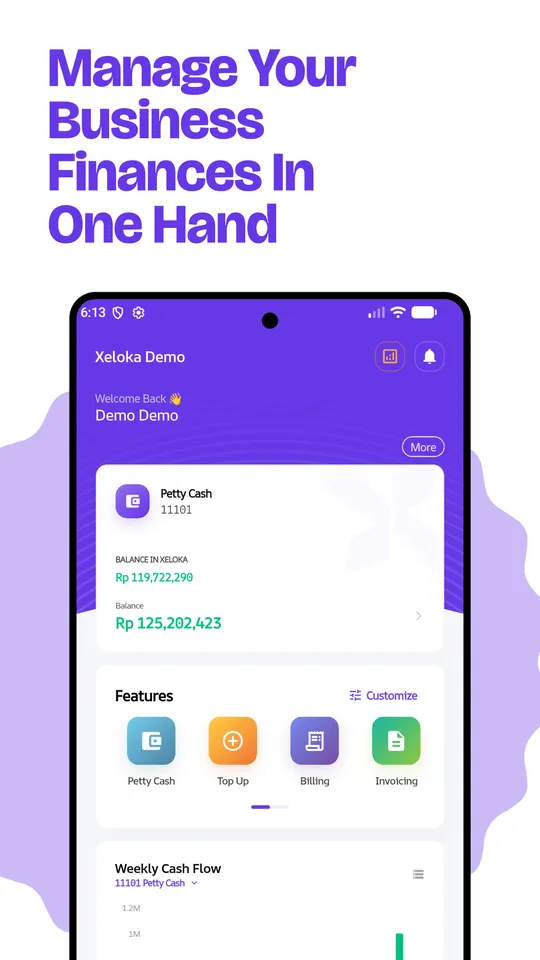 Manage Your
Business
Finances In
One Hand
6:13
Xeloka Demo
Welcome Back 👋
Demo Demo
More
Petty Cash
11101
BALANCE IN XELOKA
Rp 119,722,290
Balance
Rp 125,202,423
Features
Customize
Petty Cash
Top Up
Billing
Invoicing
Weekly Cash Flow
11101 Petty Cash
1.2M
1M